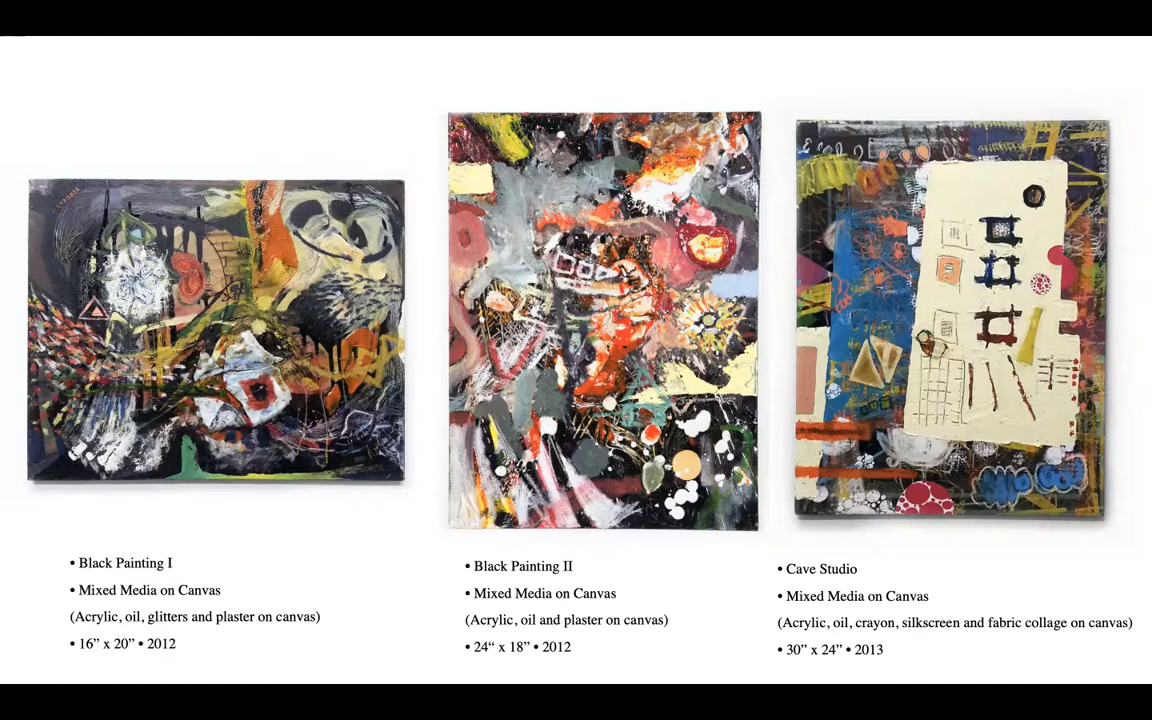 • Black Painting I
• Mixed Media on Canvas
(Acrylic, oil, glitters and plaster on canvas)
• 16” x 20” • 2012
• Black Painting II
• Mixed Media on Canvas
(Acrylic, oil and plaster on canvas)
• 24“ x 18” • 2012
• Cave Studio
• Mixed Media on Canvas
(Acrylic, oil, crayon, silkscreen and fabric collage on canvas)
• 30” x 24” • 2013